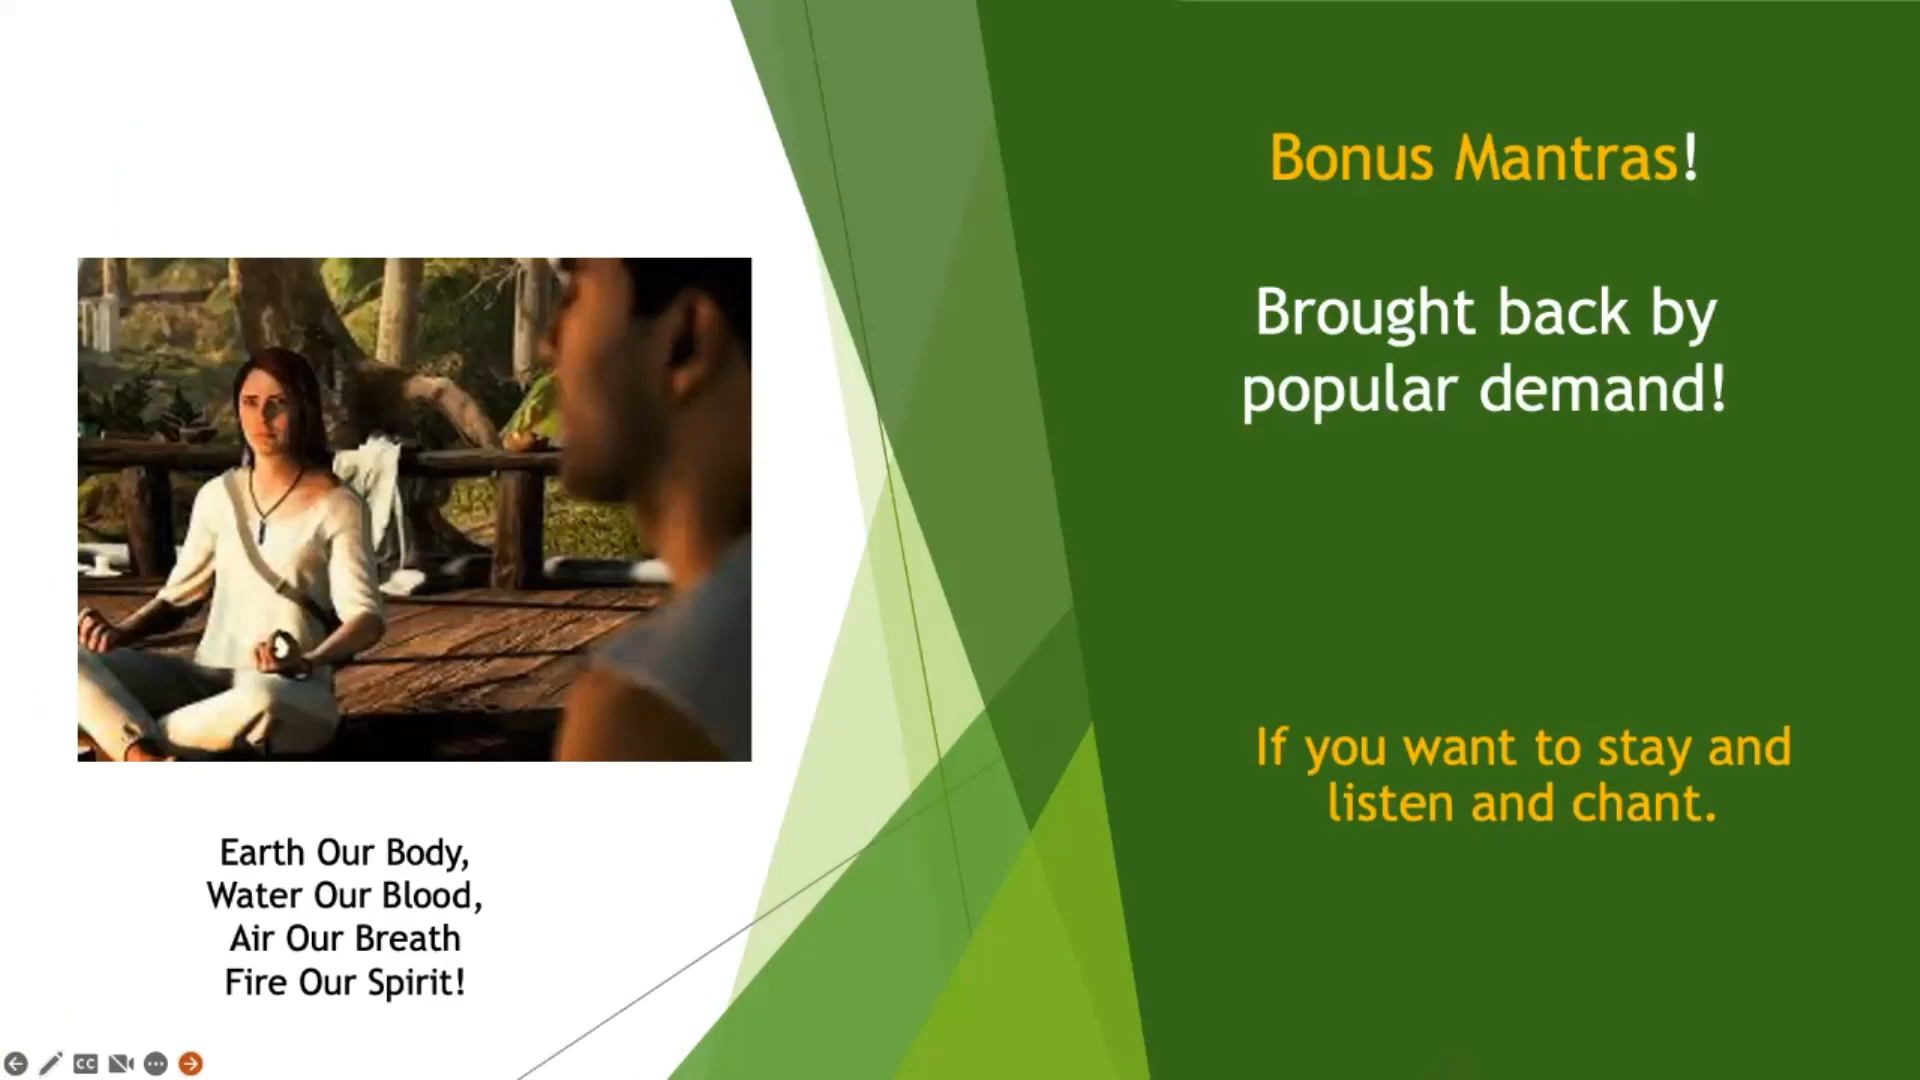 Bonus Mantras!
Brought back by
popular demand!
If you want to stay and
listen and chant.
Earth Our Body,
Water Our Blood,
Air Our Breath
Fire Our Spirit!
CC